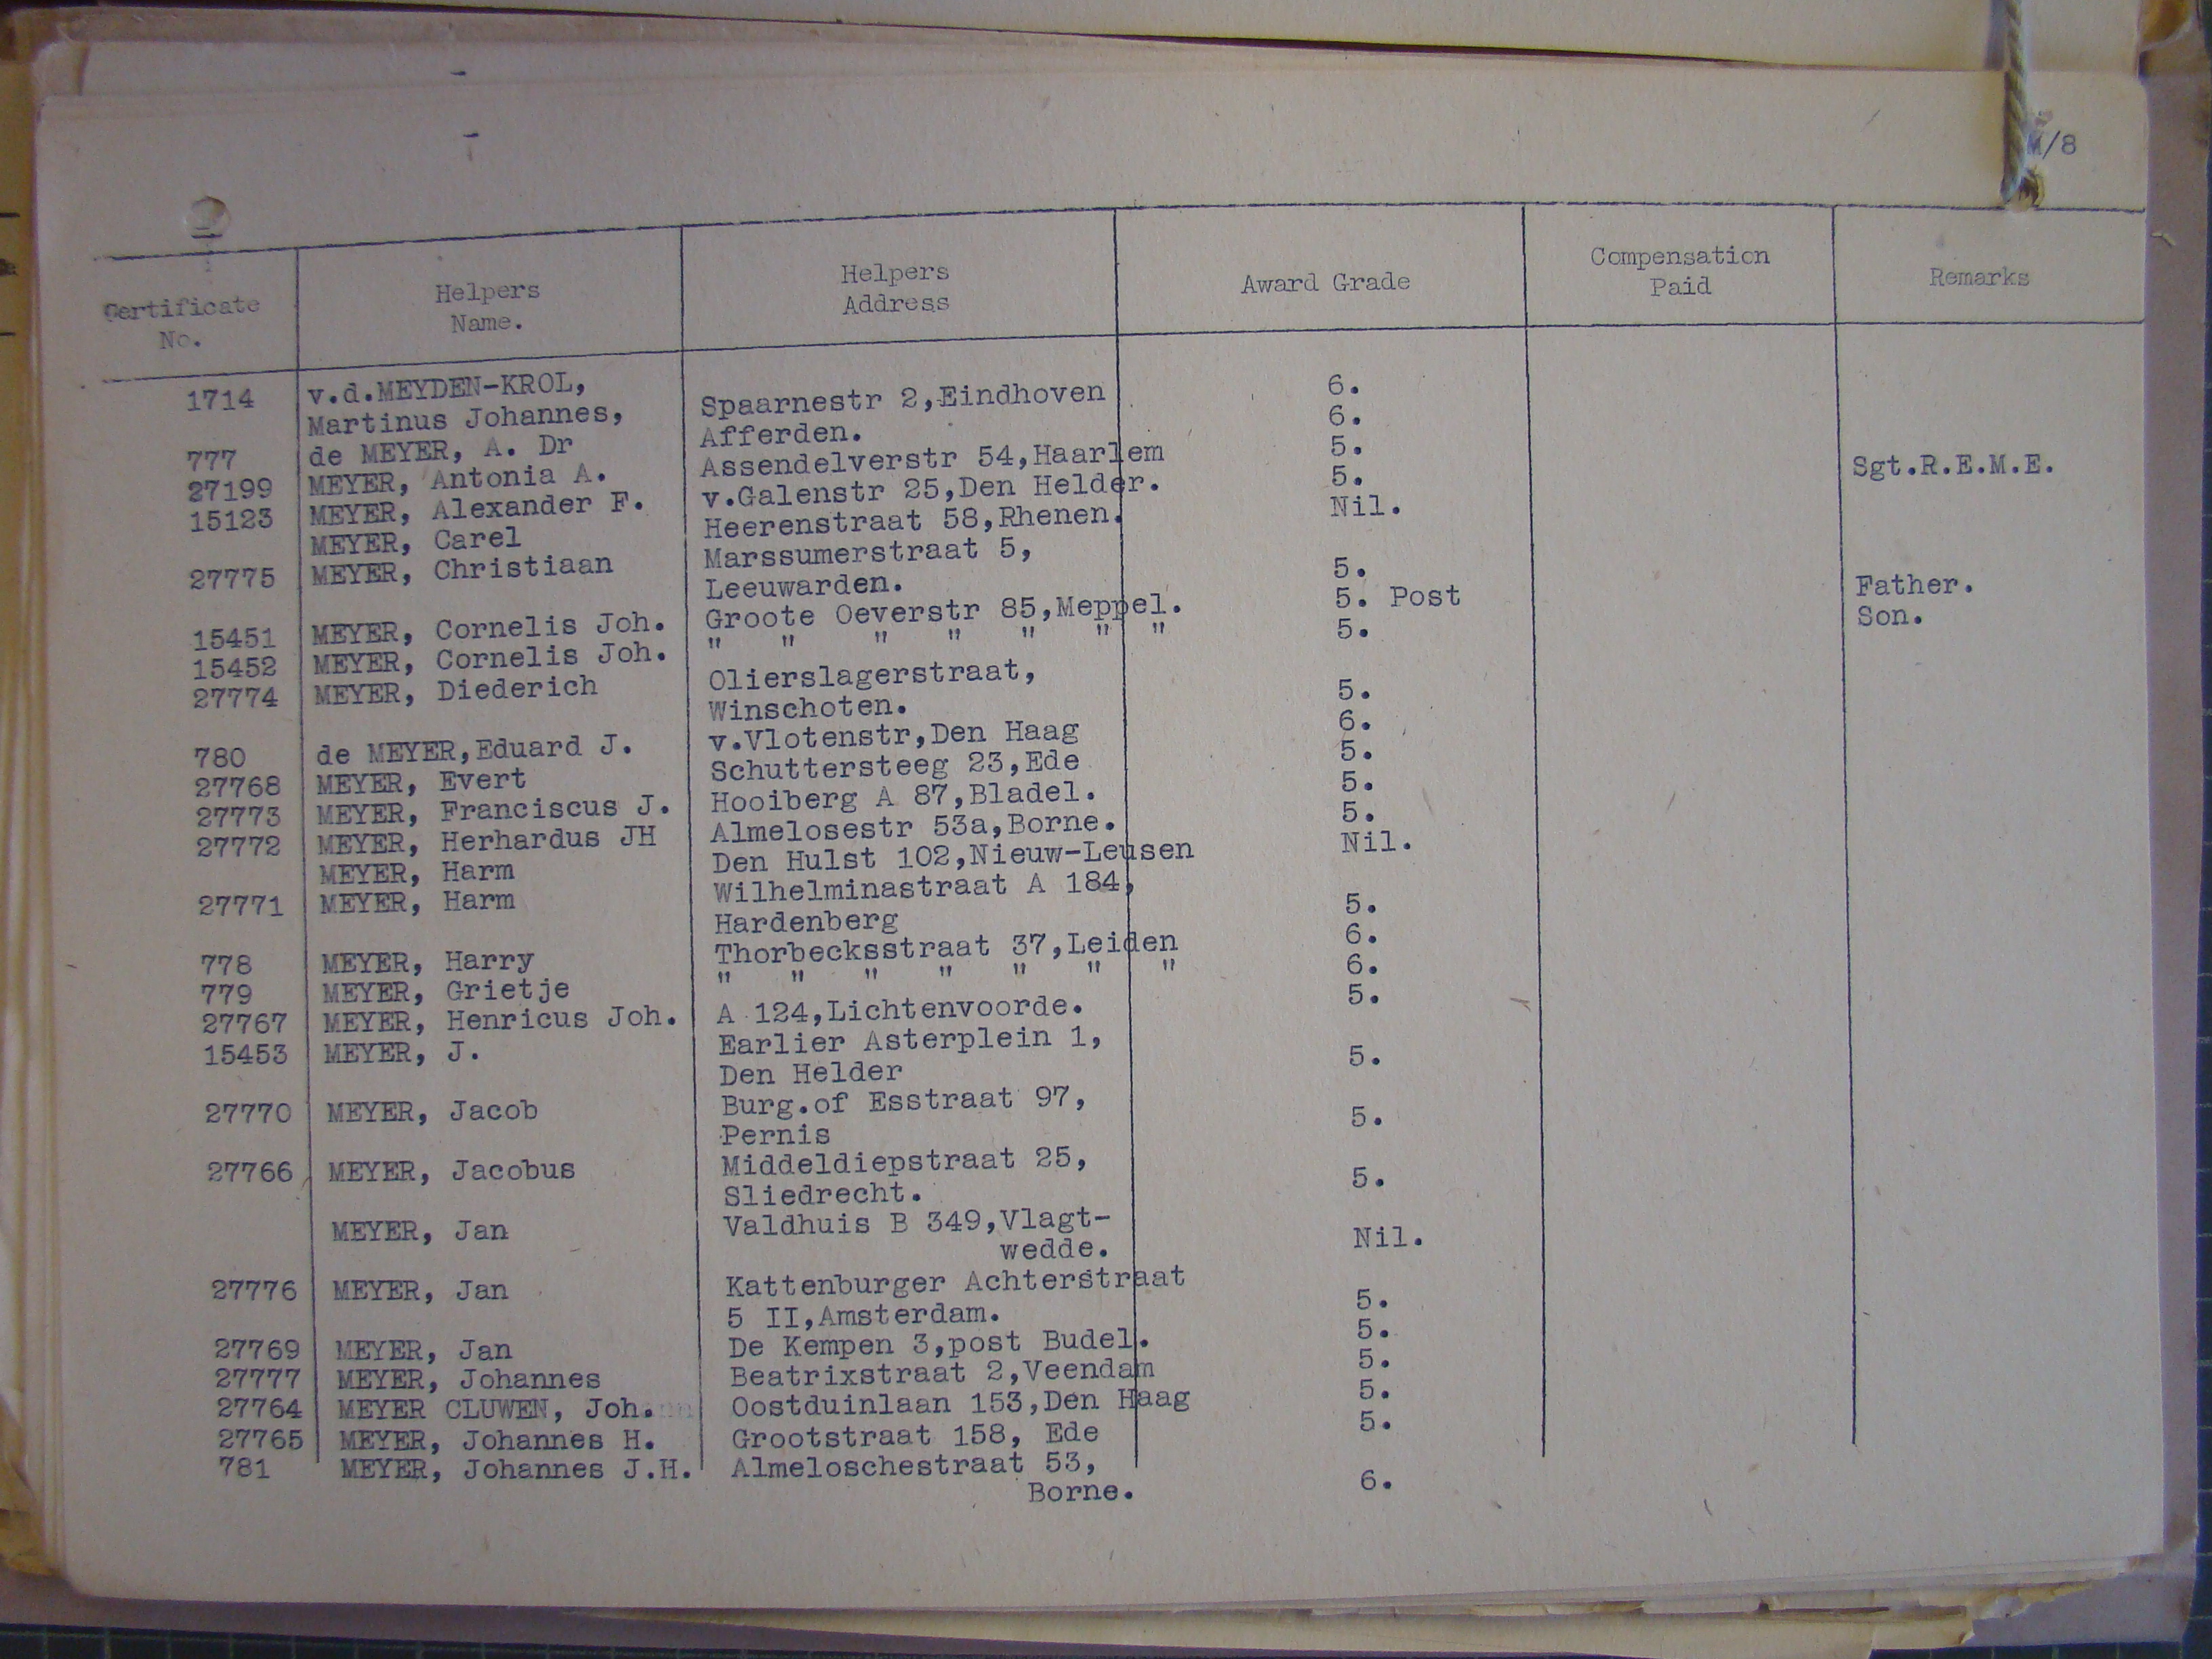 M/8
Certificate No. Helpers Name. Helpers Address Award Grade Compensation Paid Remarks
1714 v.d.MEYDEN-KROL,
Martinus Johannes, Spaarnestr 2,Eindhoven 6.
777 de MEYER, A. Dr Afferden. 6.
27199 MEYER, Antonia A. Assendelverstr 54,Haarlem 5.
15123 MEYER, Alexander F. v.Galenstr 25,Den Helder. 5. Sgt.R.E.M.E.
MEYER, Carel Heerenstraat 58,Rhenen. Nil.
27775 MEYER, Christiaan Marssumerstraat 5,
Leeuwarden. 5.
15451 MEYER, Cornelis Joh. Groote Oeverstr 85,Meppel. 5. Post Father.
15452 MEYER, Cornelis Joh. " " " " " " " 5. Son.
27774 MEYER, Diederich Olierslagerstraat,
Winschoten. 5.
780 de MEYER,Eduard J. v.Vlotenstr,Den Haag 6.
27768 MEYER, Evert Schuttersteeg 23,Ede 5.
27773 MEYER, Franciscus J. Hooiberg A 87,Bladel. 5.
27772 MEYER, Herhardus JH Almelosestr 53a,Borne. 5.
MEYER, Harm Den Hulst 102,Nieuw-Leusen Nil.
27771 MEYER, Harm Wilhelminastraat A 184,
Hardenberg 5.
778 MEYER, Harry Thorbecksstraat 37,Leiden 6.
779 MEYER, Grietje " " " " " " " 6.
27767 MEYER, Henricus Joh. A 124,Lichtenvoorde. 5.
15453 MEYER, J. Earlier Asterplein 1,
Den Helder 5.
27770 MEYER, Jacob Burg.of Esstraat 97,
Pernis 5.
27766 MEYER, Jacobus Middeldiepstraat 25,
Sliedrecht. 5.
MEYER, Jan Valdhuis B 349,Vlagt-
wedde. Nil.
27776 MEYER, Jan Kattenburger Achterstraat
5 II,Amsterdam. 5.
27769 MEYER, Jan De Kempen 3,post Budel. 5.
27777 MEYER, Johannes Beatrixstraat 2,Veendam 5.
27764 MEYER CLUWEN, Joh. Oostduinlaan 153,Den Haag 5.
27765 MEYER, Johannes H. Grootstraat 158, Ede 5.
781 MEYER, Johannes J.H. Almeloschestraat 53,
Borne. 6.